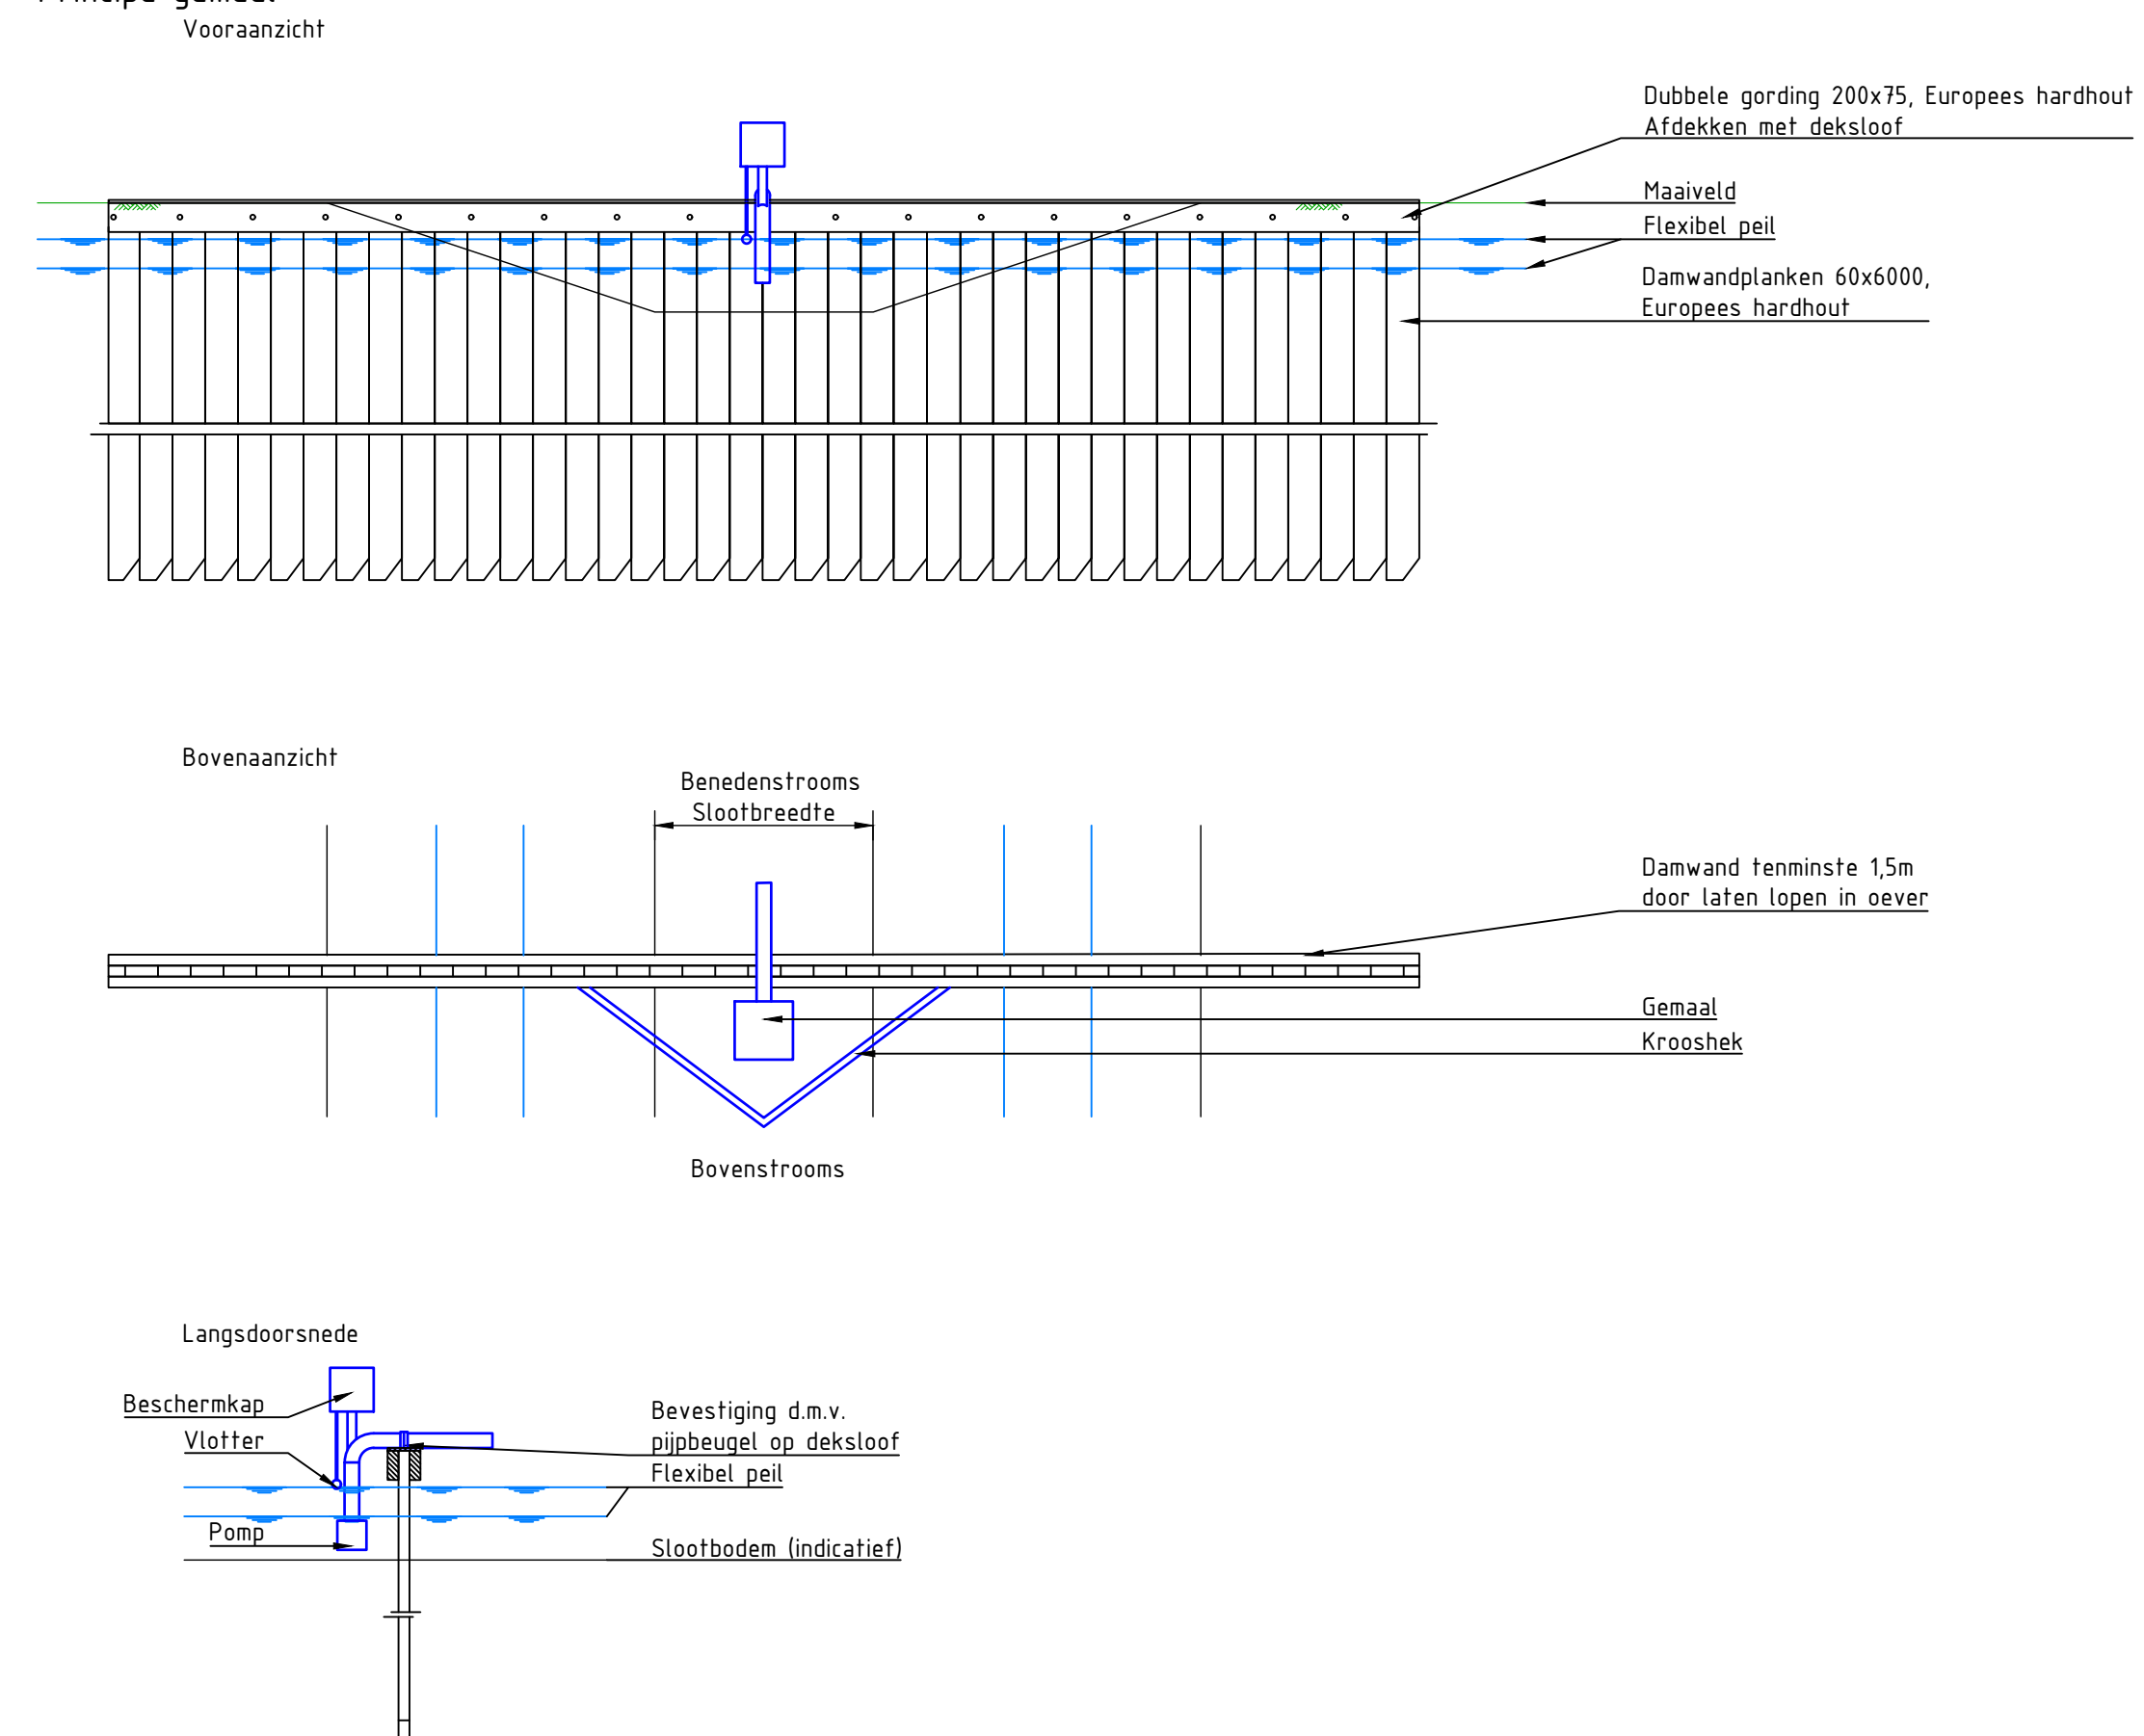 Principe gemaal
Vooraanzicht
Dubbele gording 200x75, Europees hardhout
Afdekken met deksloof
Maaiveld
Flexibel peil
Damwandplanken 60x6000,
Europees hardhout
Bovenaanzicht
Benedenstrooms
Slootbreedte
Damwand tenminste 1,5m
door laten lopen in oever
Gemaal
Krooshek
Bovenstrooms
Langsdoorsnede
Beschermkap
Vlotter
Bevestiging d.m.v.
pijpbeugel op deksloof
Flexibel peil
Pomp
Slootbodem (indicatief)